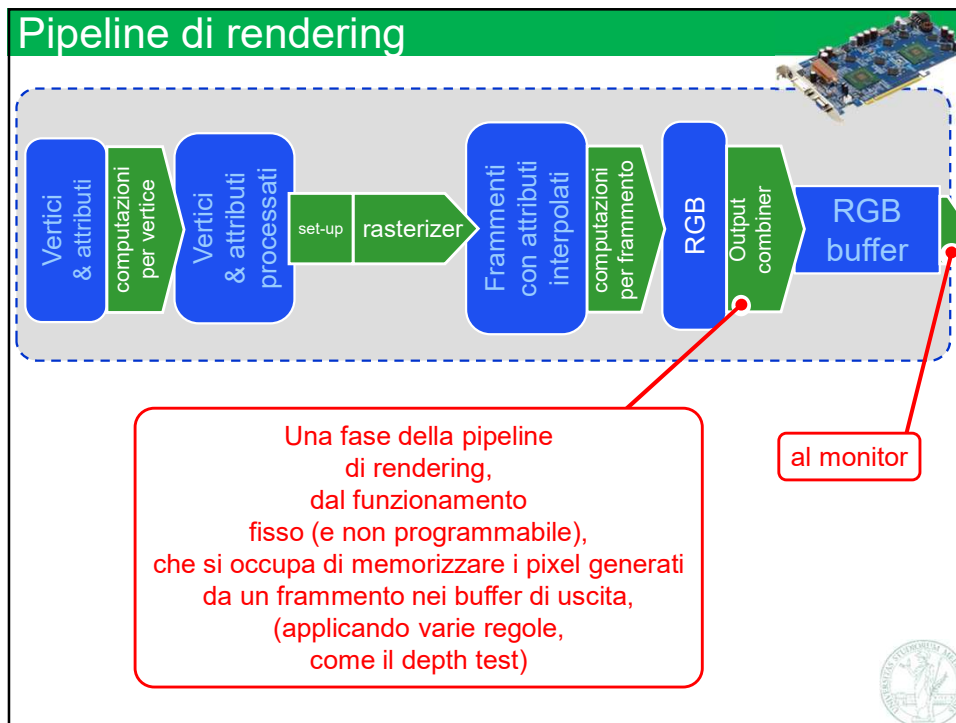 Pipeline di rendering
Vertici
& attributi
computazioni
per vertice
Vertici
& attributi
processati
set-up
rasterizer
Frammenti
con attributi
interpolati
computazioni
per frammento
RGB
Output
combiner
RGB
buffer
Una fase della pipeline
di rendering,
dal funzionamento
fisso (e non programmabile),
che si occupa di memorizzare i pixel generati
da un frammento nei buffer di uscita,
(applicando varie regole,
come il depth test)
al monitor